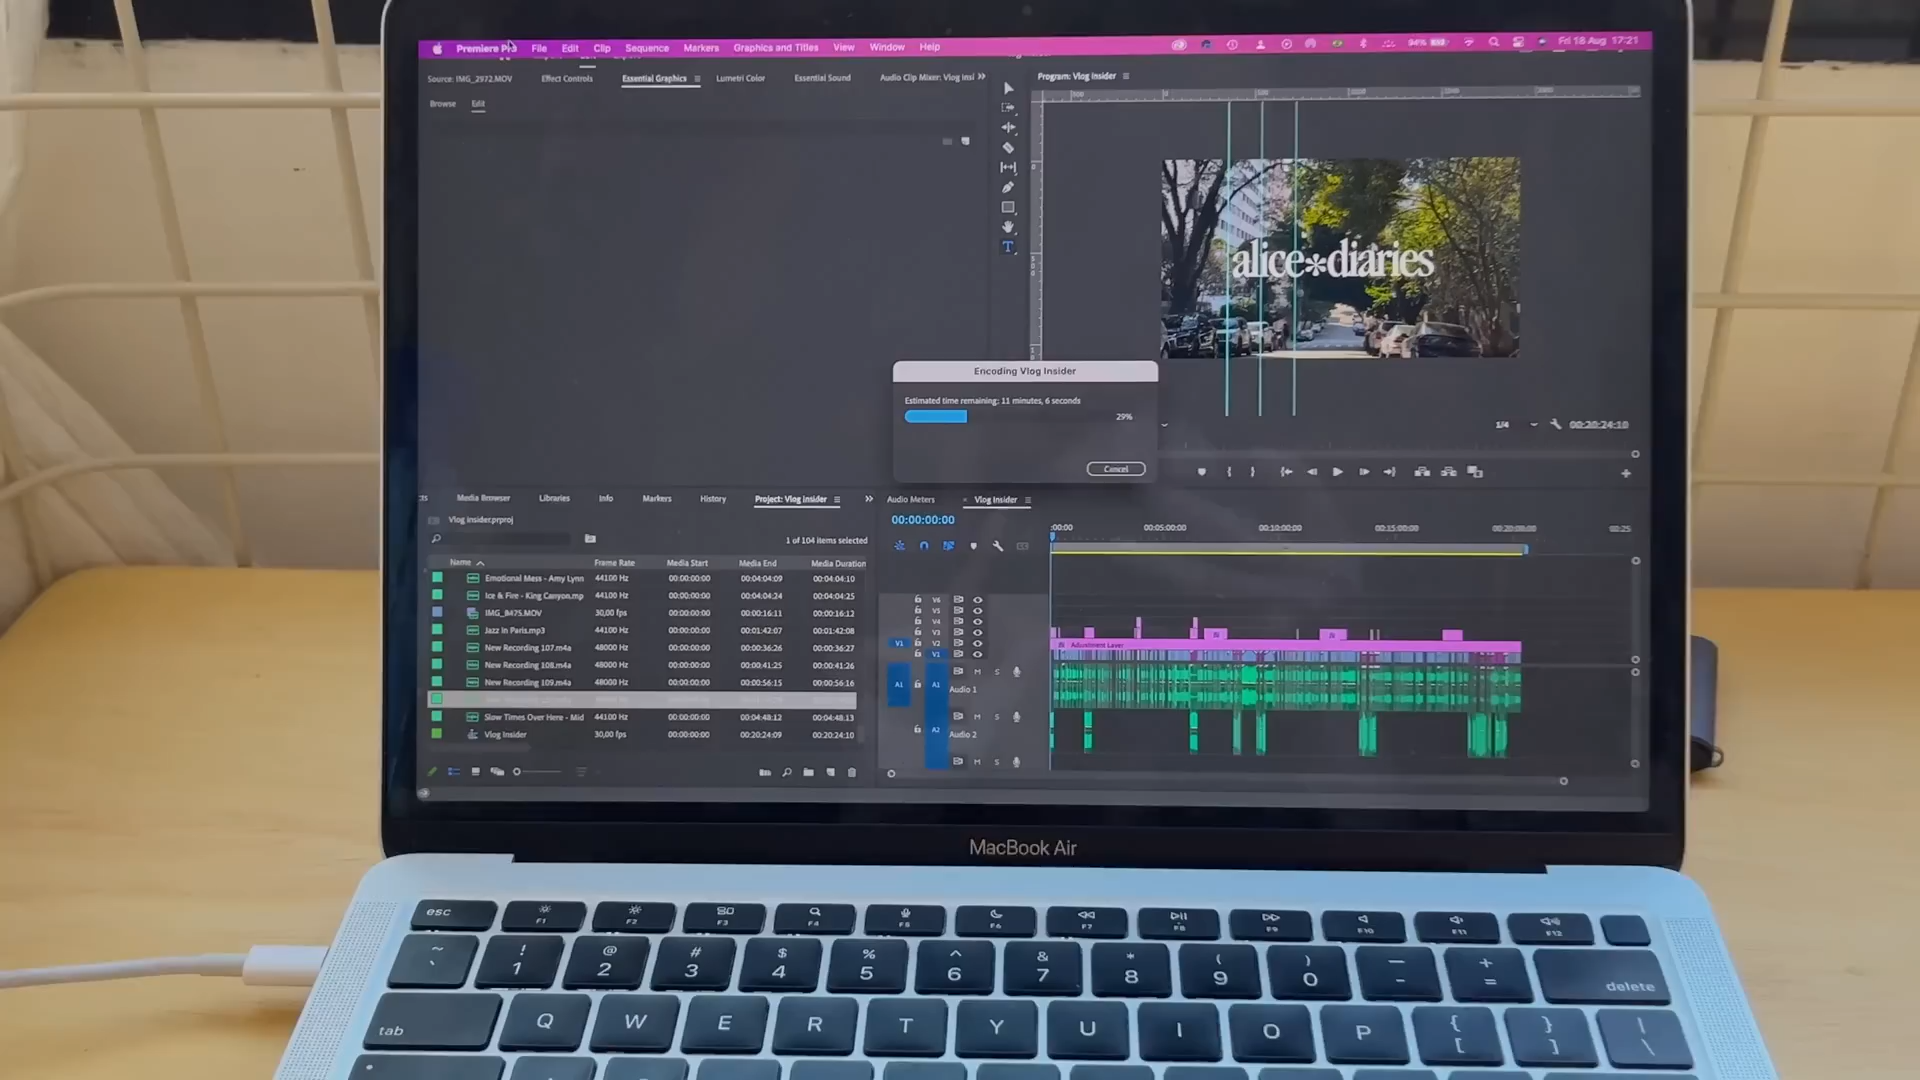 Premiere Pro File Edit Clip Sequence Markers Graphics and Titles View Window Help 94% Fri 18 Aug 17:21
Source: IMG_2972.MOV Effect Controls Essential Graphics Lumetri Color Essential Sound Audio Clip Mixer: Vlog Insi
Browse Edit
Program: Vlog Insider
alice*diaries
1/4 00:20:24:10
Encoding Vlog Insider
Estimated time remaining: 11 minutes, 6 seconds
29%
Cancel
Media Browser Libraries Info Markers History Project: Vlog Insider
Vlog Insider.prproj
1 of 104 items selected
Name Frame Rate Media Start Media End Media Duration
Emotional Mess - Amy Lynn 44100 Hz 00:00:00:00 00:04:04:09 00:04:04:10
Ice & Fire - King Canyon.mp 44100 Hz 00:00:00:00 00:04:04:24 00:04:04:25
IMG_8475.MOV 30,00 fps 00:00:00:00 00:00:16:11 00:00:16:12
Jazz In Paris.mp3 44100 Hz 00:00:00:00 00:01:42:07 00:01:42:08
New Recording 107.m4a 48000 Hz 00:00:00:00 00:00:36:26 00:00:36:27
New Recording 108.m4a 48000 Hz 00:00:00:00 00:00:41:25 00:00:41:26
New Recording 109.m4a 48000 Hz 00:00:00:00 00:00:56:15 00:00:56:16
Slow Times Over Here - Mid 44100 Hz 00:00:00:00 00:04:48:12 00:04:48:13
Vlog Insider 30,00 fps 00:00:00:00 00:20:24:09 00:20:24:10
Audio Meters × Vlog Insider
00:00:00:00
:00:00 00:05:00:00 00:10:00:00 00:15:00:00 00:20:00:00 00:25
V6
V5
V4
V3
V1 V2
V1
Adjustment Layer
A1 A1 M S
Audio 1
M S
A2 Audio 2
M S
MacBook Air
esc F1 F2 F3 F4 F5 F6 F7 F8 F9 F10 F11 F12
~ ! @ # $ % ^ & * ( ) — +
` 1 2 3 4 5 6 7 8 9 0 - = delete
tab Q W E R T Y U I O P { [ } ] | \